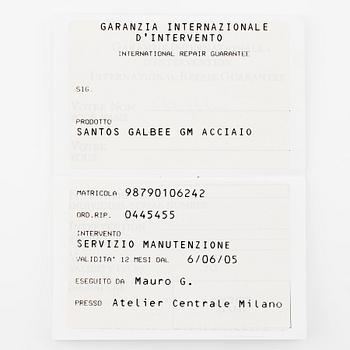 GARANZIA INTERNAZIONALE
D'INTERVENTO
INTERNATIONAL REPAIR GUARANTEE
SIG.
PRODOTTO
SANTOS GALBEE GM ACCIAIO
MATRICOLA 98790106242
ORD.RIP. 0445455
INTERVENTO
SERVIZIO MANUTENZIONE
VALIDITA' 12 MESI DAL 6/06/05
ESEGUITO DA Mauro G.
PRESSO Atelier Centrale Milano